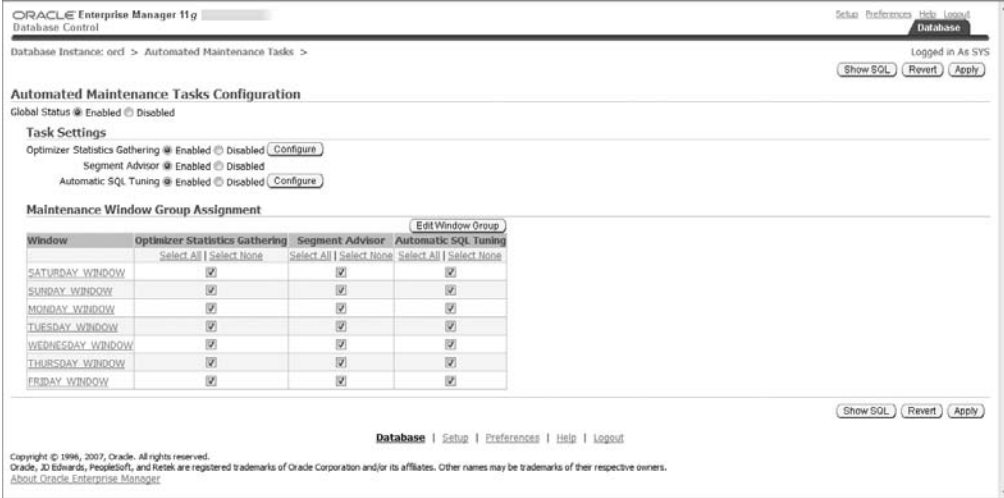 ORACLE Enterprise Manager 11g
Database Control
Setup Preferences Help Logout
Database
Database Instance: orcl > Automated Maintenance Tasks >
Logged in As SYS
Show SQL Revert Apply
Automated Maintenance Tasks Configuration
Global Status Enabled Disabled
Task Settings
Optimizer Statistics Gathering Enabled Disabled Configure
Segment Advisor Enabled Disabled
Automatic SQL Tuning Enabled Disabled Configure
Maintenance Window Group Assignment
Edit Window Group
Window Optimizer Statistics Gathering Segment Advisor Automatic SQL Tuning
Select All | Select None Select All | Select None Select All | Select None
SATURDAY_WINDOW
SUNDAY_WINDOW
MONDAY_WINDOW
TUESDAY_WINDOW
WEDNESDAY_WINDOW
THURSDAY_WINDOW
FRIDAY_WINDOW
Show SQL Revert Apply
Database | Setup | Preferences | Help | Logout
Copyright © 1996, 2007, Oracle. All rights reserved.
Oracle, JD Edwards, PeopleSoft, and Retek are registered trademarks of Oracle Corporation and/or its affiliates. Other names may be trademarks of their respective owners.
About Oracle Enterprise Manager